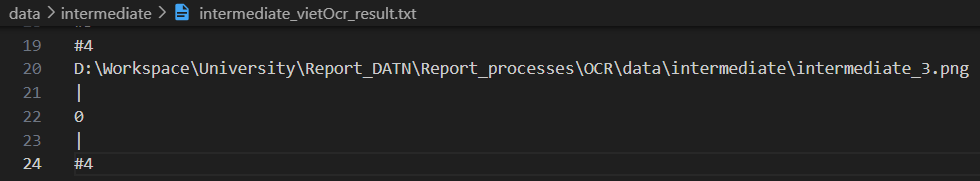 data > intermediate > intermediate_vietOcr_result.txt
19 #4
20 D:\Workspace\University\Report_DATN\Report_processes\OCR\data\intermediate\intermediate_3.png
21 |
22 0
23 |
24 #4